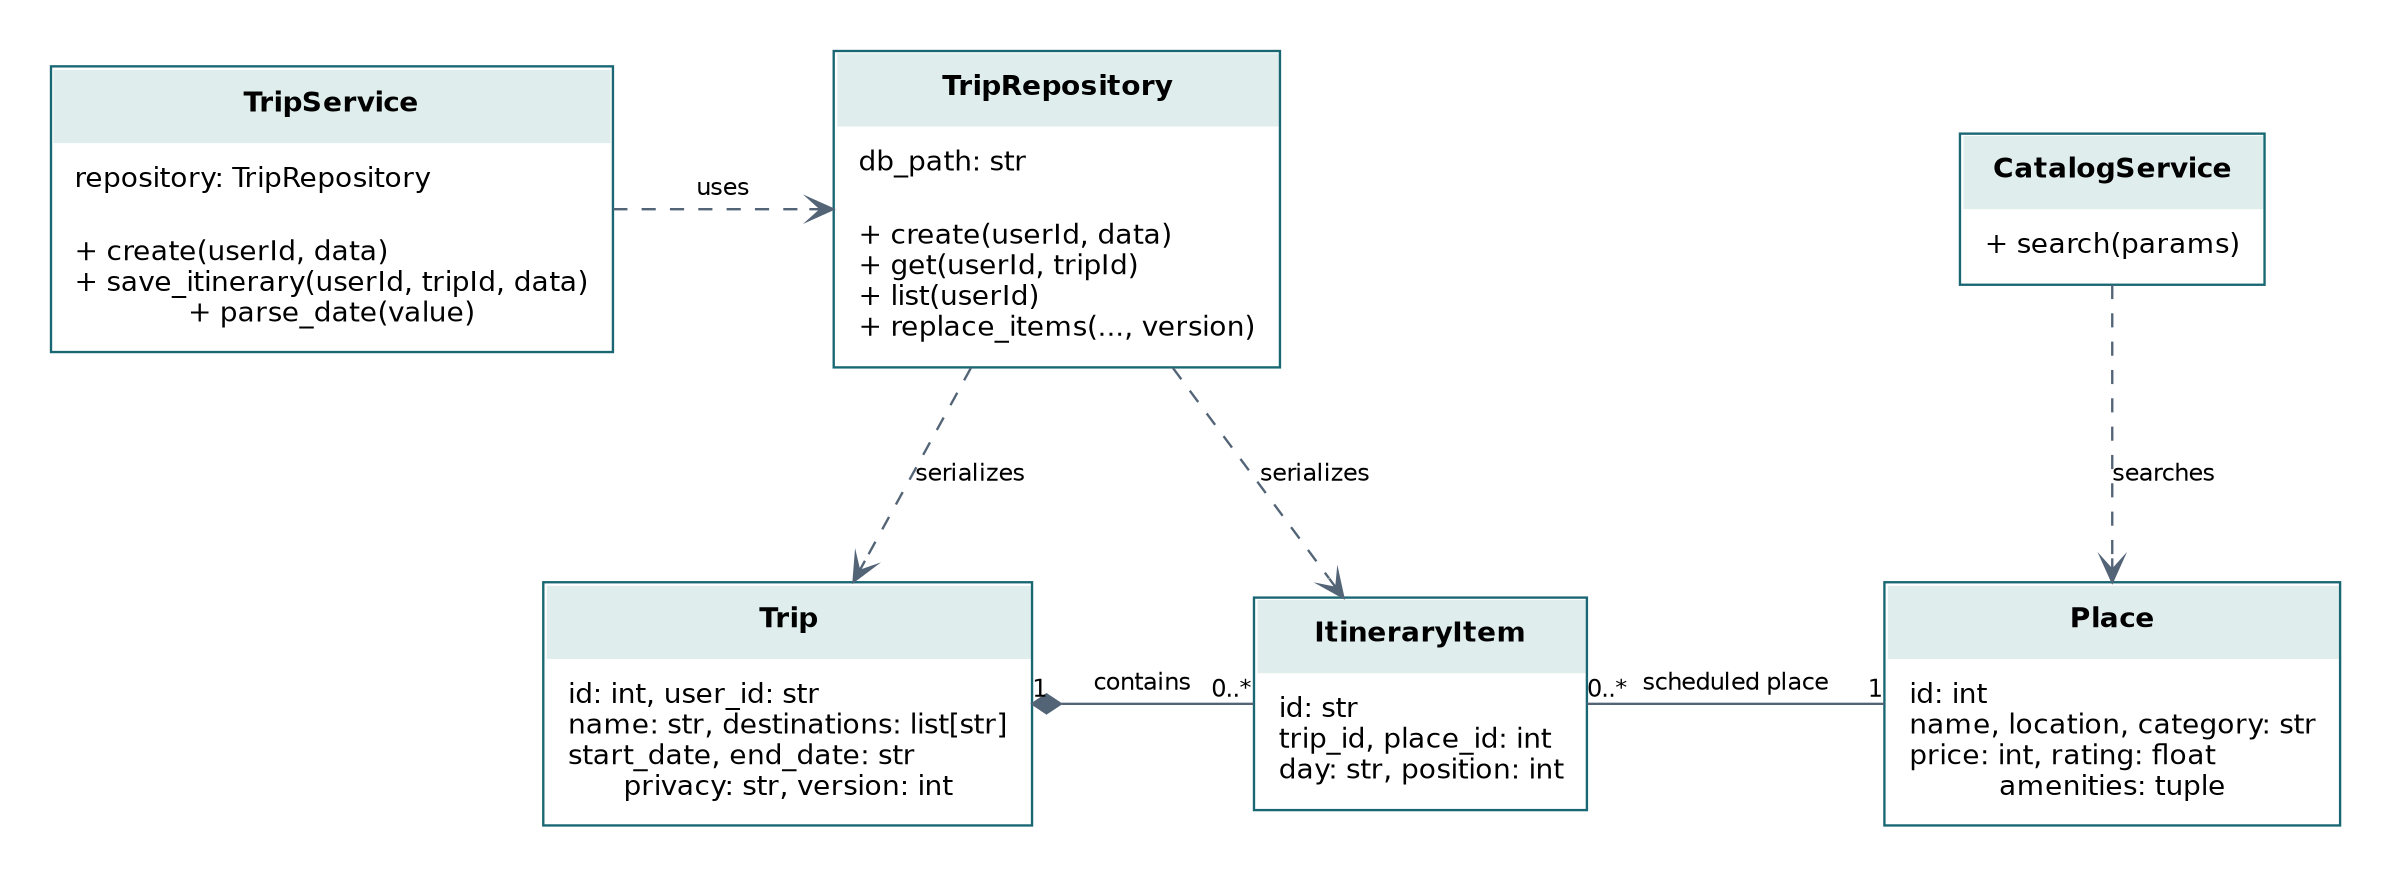 TripService
repository: TripRepository
+ create(userId, data)
+ save_itinerary(userId, tripId, data)
+ parse_date(value)
uses
TripRepository
db_path: str
+ create(userId, data)
+ get(userId, tripId)
+ list(userId)
+ replace_items(..., version)
CatalogService
+ search(params)
serializes
serializes
searches
Trip
id: int, user_id: str
name: str, destinations: list[str]
start_date, end_date: str
privacy: str, version: int
1
contains
0..*
ItineraryItem
id: str
trip_id, place_id: int
day: str, position: int
0..*
scheduled place
1
Place
id: int
name, location, category: str
price: int, rating: float
amenities: tuple